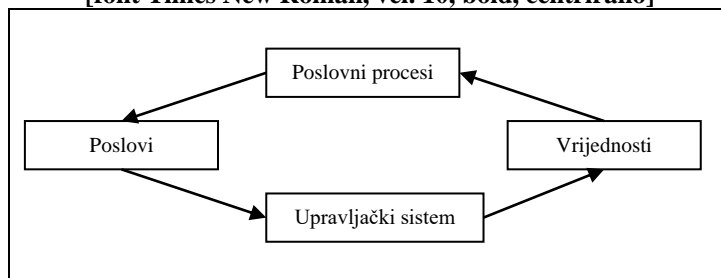 [font Times New Roman, vel. 10, bold, centrirano]
Poslovni procesi
Poslovi
Vrijednosti
Upravljački sistem